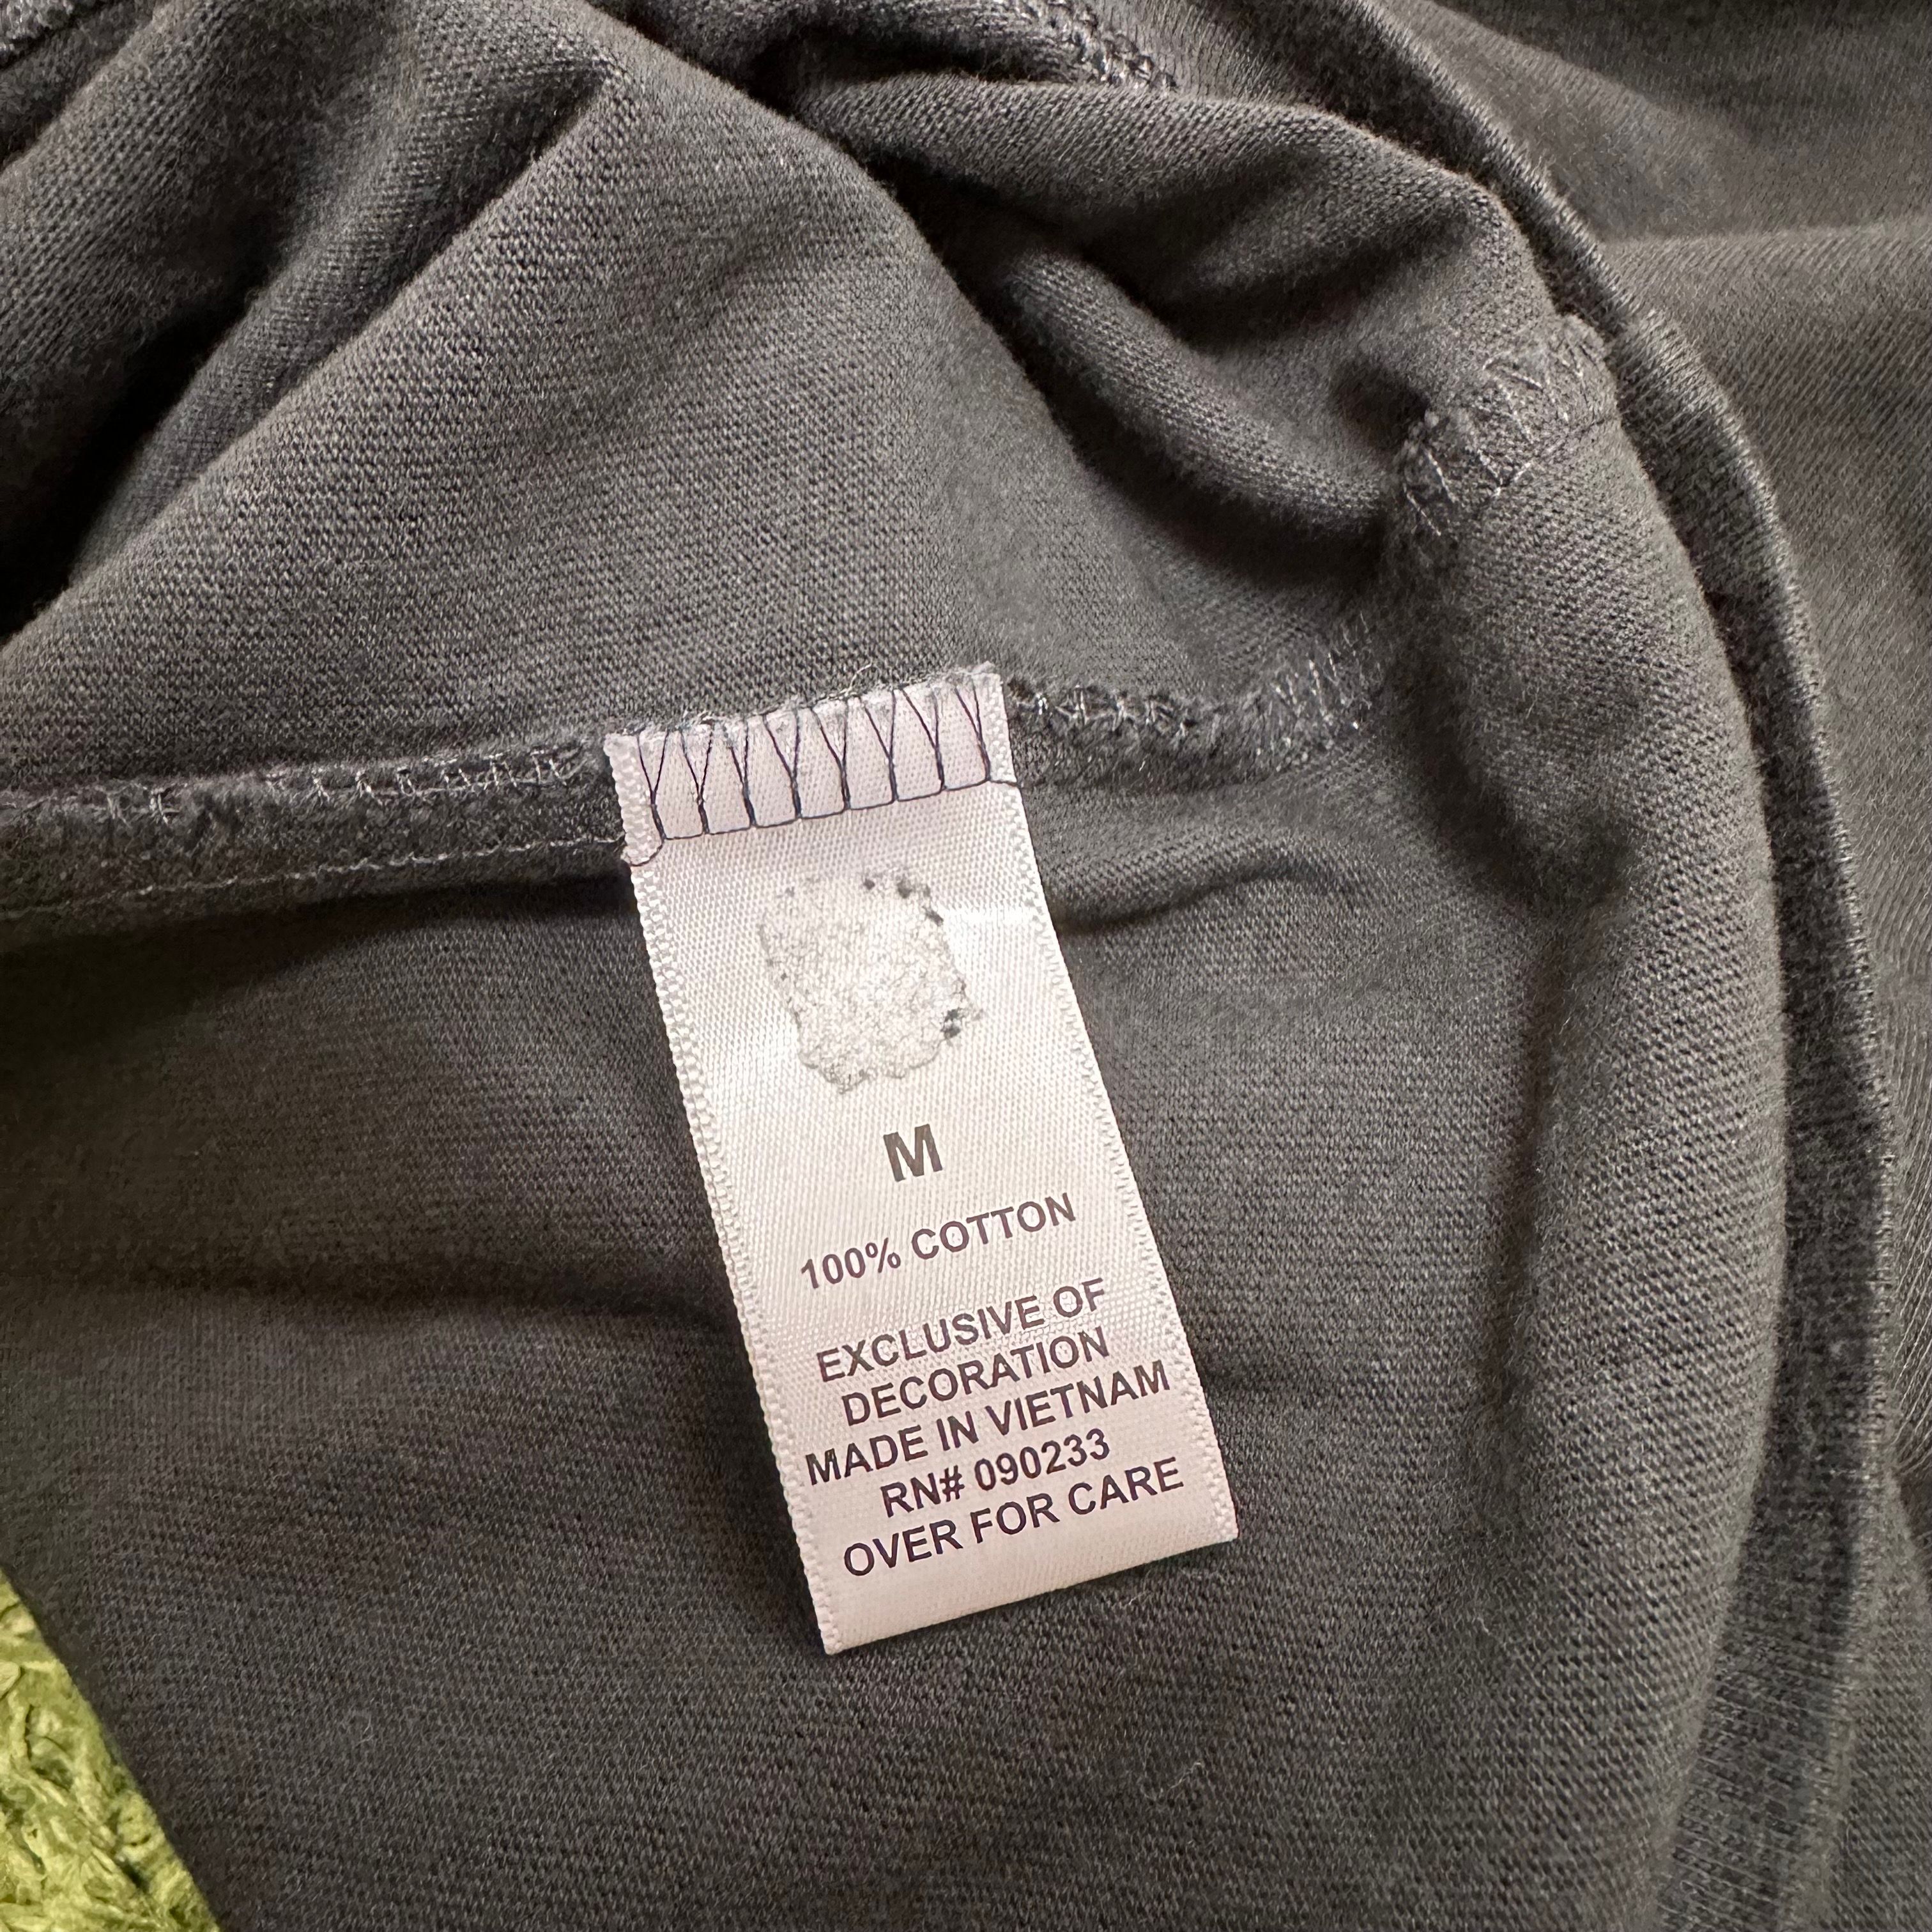 M
100% COTTON
EXCLUSIVE OF
DECORATION
MADE IN VIETNAM
RN# 090233
OVER FOR CARE